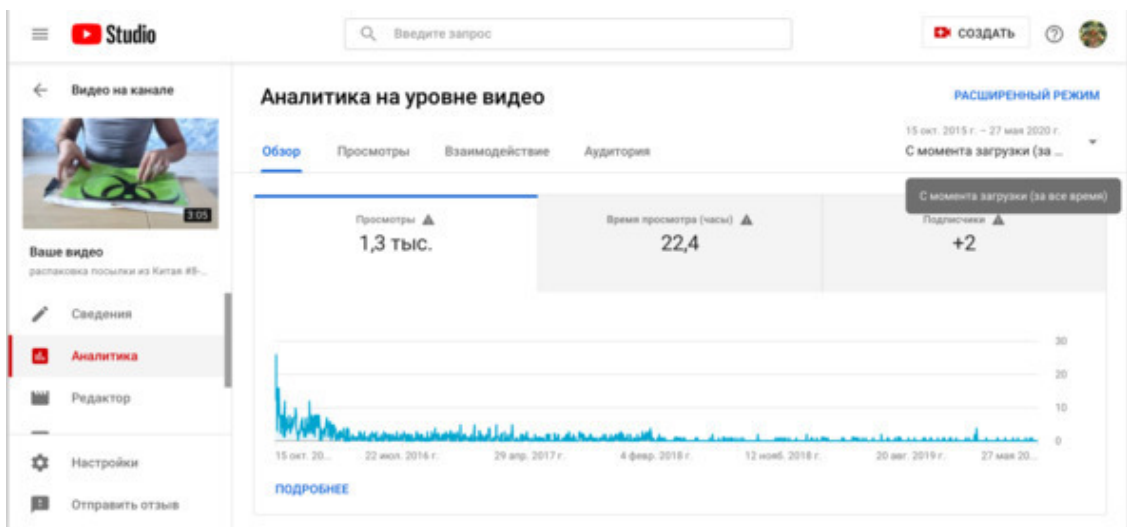 Studio
Введите запрос
СОЗДАТЬ
Видео на канале
3:05
Ваше видео
распаковка посылки из Китая #8-...
Сведения
Аналитика
Редактор
Настройки
Отправить отзыв
Аналитика на уровне видео
РАСШИРЕННЫЙ РЕЖИМ
Обзор Просмотры Взаимодействие Аудитория
15 окт. 2015 г. – 27 мая 2020 г.
С момента загрузки (за ...
С момента загрузки (за все время)
Просмотры
1,3 тыс.
Время просмотра (часы)
22,4
Подписчики
+2
30
20
10
0
15 окт. 20... 22 июл. 2016 г. 29 апр. 2017 г. 4 февр. 2018 г. 12 нояб. 2018 г. 20 авг. 2019 г. 27 мая 20...
ПОДРОБНЕЕ